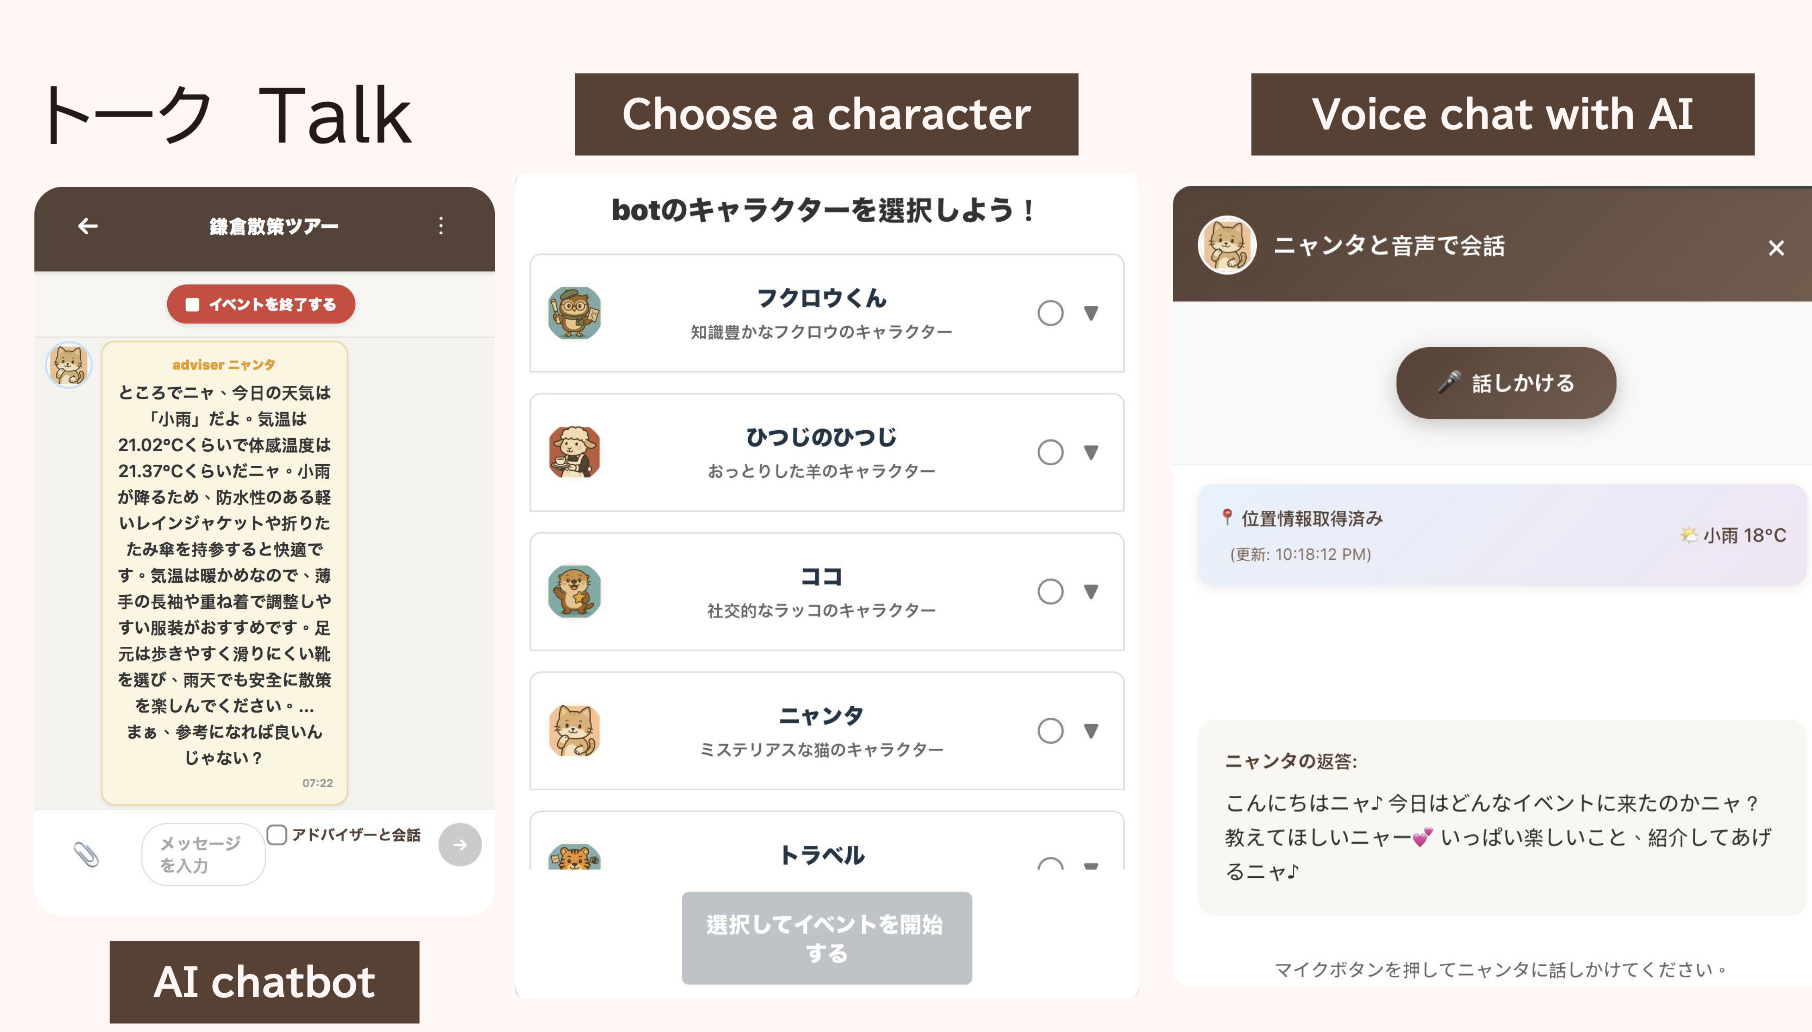 トーク Talk
Choose a character
Voice chat with AI
鎌倉散策ツアー
イベントを終了する
adviser ニャンタ
ところでニャ、今日の天気は
「小雨」だよ。気温は
21.02°Cくらいで体感温度は
21.37°Cくらいだニャ。小雨
が降るため、防水性のある軽
いレインジャケットや折りた
たみ傘を持参すると快適で
す。気温は暖かめなので、薄
手の長袖や重ね着で調整しや
すい服装がおすすめです。足
元は歩きやすく滑りにくい靴
を選び、雨天でも安全に散策
を楽しんでください。...
まぁ、参考になれば良いん
じゃない？
07:22
メッセージ
を入力
アドバイザーと会話
AI chatbot
botのキャラクターを選択しよう！
フクロウくん
知識豊かなフクロウのキャラクター
ひつじのひつじ
おっとりした羊のキャラクター
ココ
社交的なラッコのキャラクター
ニャンタ
ミステリアスな猫のキャラクター
トラベル
選択してイベントを開始
する
ニャンタと音声で会話
🎤 話しかける
📍 位置情報取得済み
(更新: 10:18:12 PM)
🌤️ 小雨 18°C
ニャンタの返答:
こんにちはニャ♪ 今日はどんなイベントに来たのかニャ？
教えてほしいニャー💕 いっぱい楽しいこと、紹介してあげ
るニャ♪
マイクボタンを押してニャンタに話しかけてください。